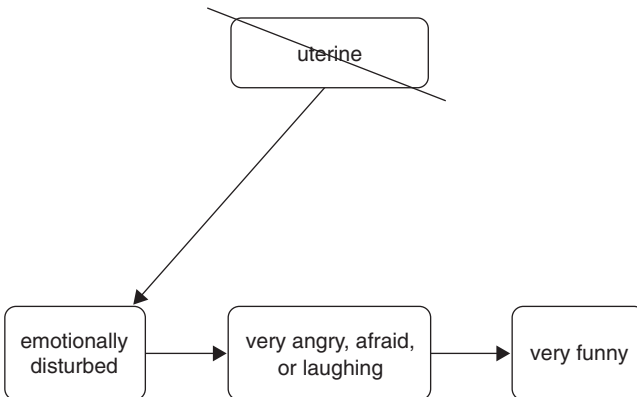 uterine
emotionally
disturbed
very angry, afraid,
or laughing
very funny